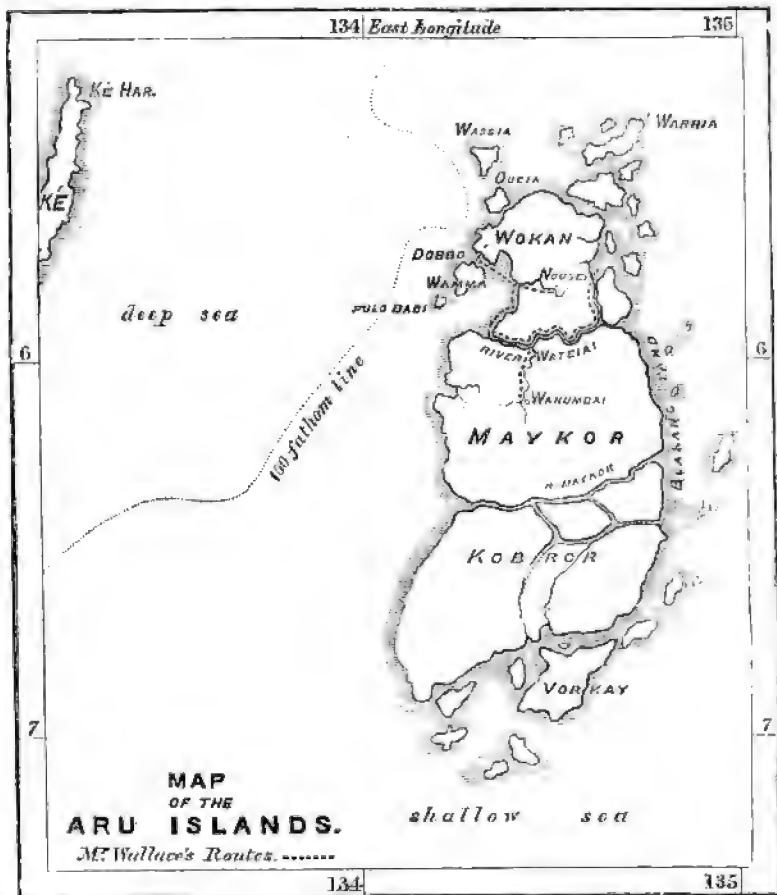 134 East Longitude 135
KÉ HAR.
KÉ
WASSIA
WARRIA
OUCIA
WOKAN
DOBBO
WAMMA
PULO BABI
deep sea
6 6
RIVER WATELAI
WANUMBAI
MAYKOR
BLAKANG
100-fathom line
R. MAYKOR
KOBROR
VORKAY
7 7
MAP
OF THE
ARU ISLANDS.
Mr. Wallace's Routes.
shallow sea
134 135